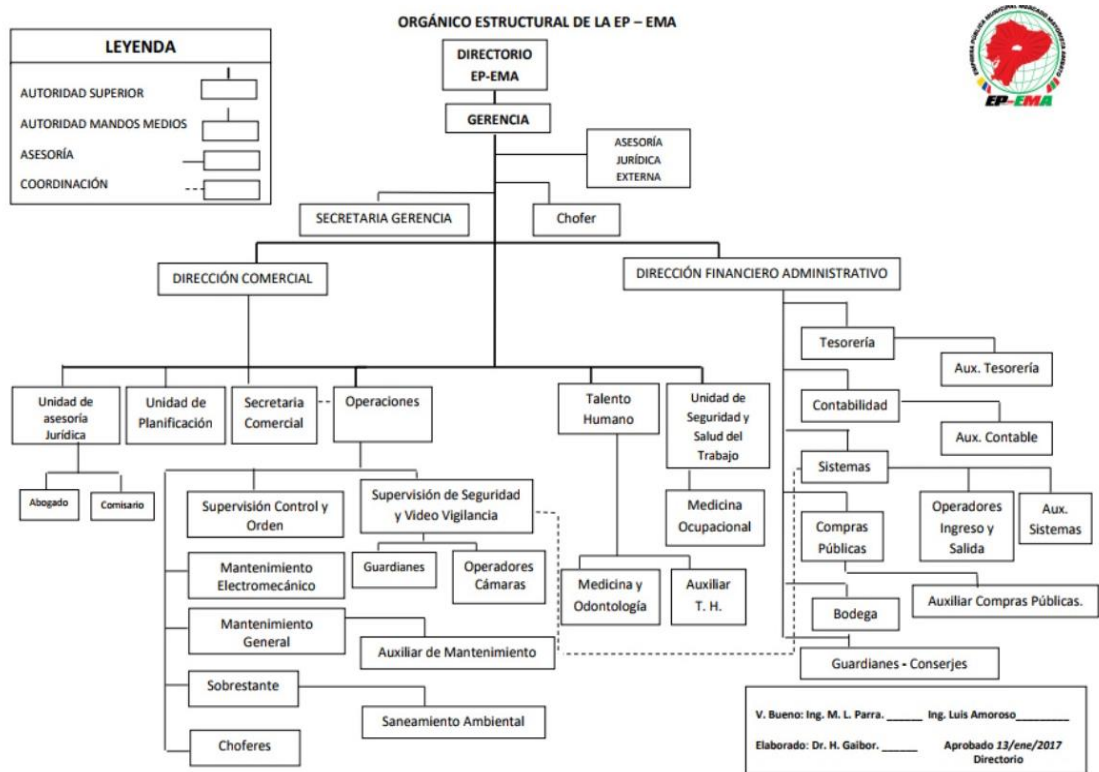 ORGÁNICO ESTRUCTURAL DE LA EP – EMA
LEYENDA
AUTORIDAD SUPERIOR
AUTORIDAD MANDOS MEDIOS
ASESORÍA
COORDINACIÓN
EMPRESA PÚBLICA MUNICIPAL MERCADO MAYORISTA AMBATO
EP-EMA
DIRECTORIO
EP-EMA
GERENCIA
ASESORÍA
JURÍDICA
EXTERNA
SECRETARIA GERENCIA
Chofer
DIRECCIÓN COMERCIAL
DIRECCIÓN FINANCIERO ADMINISTRATIVO
Unidad de
asesoría
Jurídica
Unidad de
Planificación
Secretaria
Comercial
Operaciones
Talento
Humano
Unidad de
Seguridad y
Salud del
Trabajo
Abogado
Comisario
Supervisión Control y
Orden
Supervisión de Seguridad
y Video Vigilancia
Guardianes
Operadores
Cámaras
Mantenimiento
Electromecánico
Mantenimiento
General
Auxiliar de Mantenimiento
Sobrestante
Saneamiento Ambiental
Choferes
Medicina y
Odontología
Auxiliar
T. H.
Medicina
Ocupacional
Tesorería
Aux. Tesorería
Contabilidad
Aux. Contable
Sistemas
Operadores
Ingreso y
Salida
Aux.
Sistemas
Compras
Públicas
Auxiliar Compras Públicas.
Bodega
Guardianes - Conserjes
V. Bueno: Ing. M. L. Parra. ______ Ing. Luis Amoroso_________
Elaborado: Dr. H. Gaibor. ______ Aprobado 13/ene/2017
Directorio